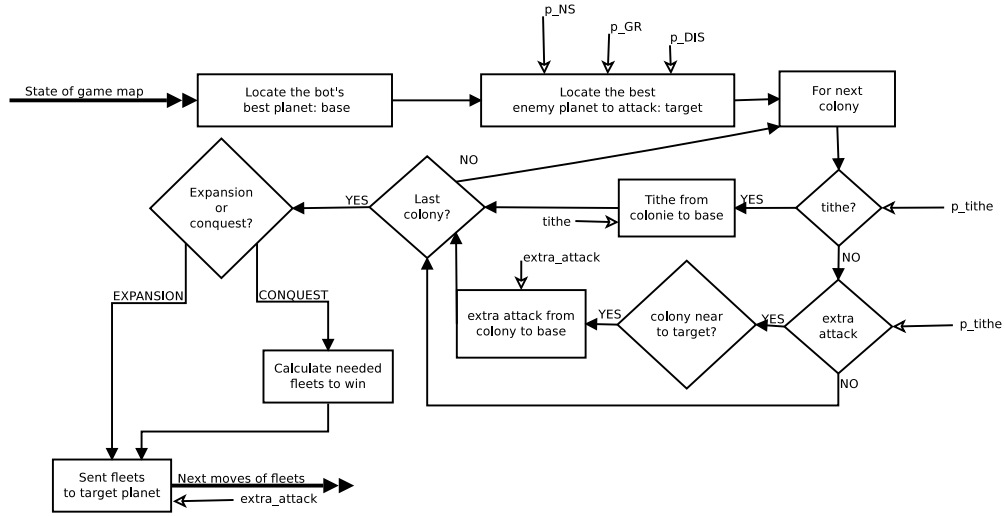 p_NS
p_GR
p_DIS
State of game map
Locate the bot's
best planet: base
Locate the best
enemy planet to attack: target
For next
colony
NO
Expansion
or
conquest?
YES
Last
colony?
Tithe from
colonie to base
YES
tithe?
p_tithe
tithe
NO
extra_attack
EXPANSION
CONQUEST
extra attack from
colony to base
YES
colony near
to target?
YES
extra
attack
p_tithe
NO
Calculate needed
fleets to win
Sent fleets
to target planet
Next moves of fleets
extra_attack